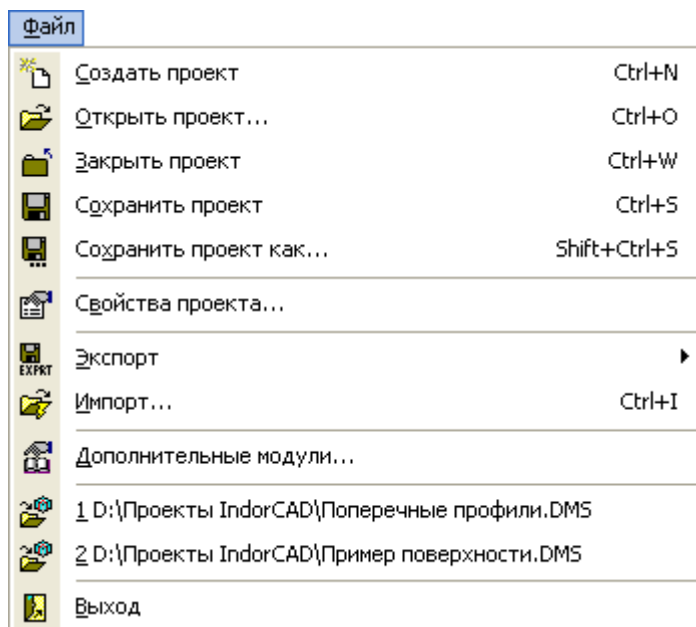 Файл
Создать проект Ctrl+N
Открыть проект... Ctrl+O
Закрыть проект Ctrl+W
Сохранить проект Ctrl+S
Сохранить проект как... Shift+Ctrl+S
Свойства проекта...
EXPRT Экспорт
Импорт... Ctrl+I
Дополнительные модули...
1 D:\Проекты IndorCAD\Поперечные профили.DMS
2 D:\Проекты IndorCAD\Пример поверхности.DMS
Выход